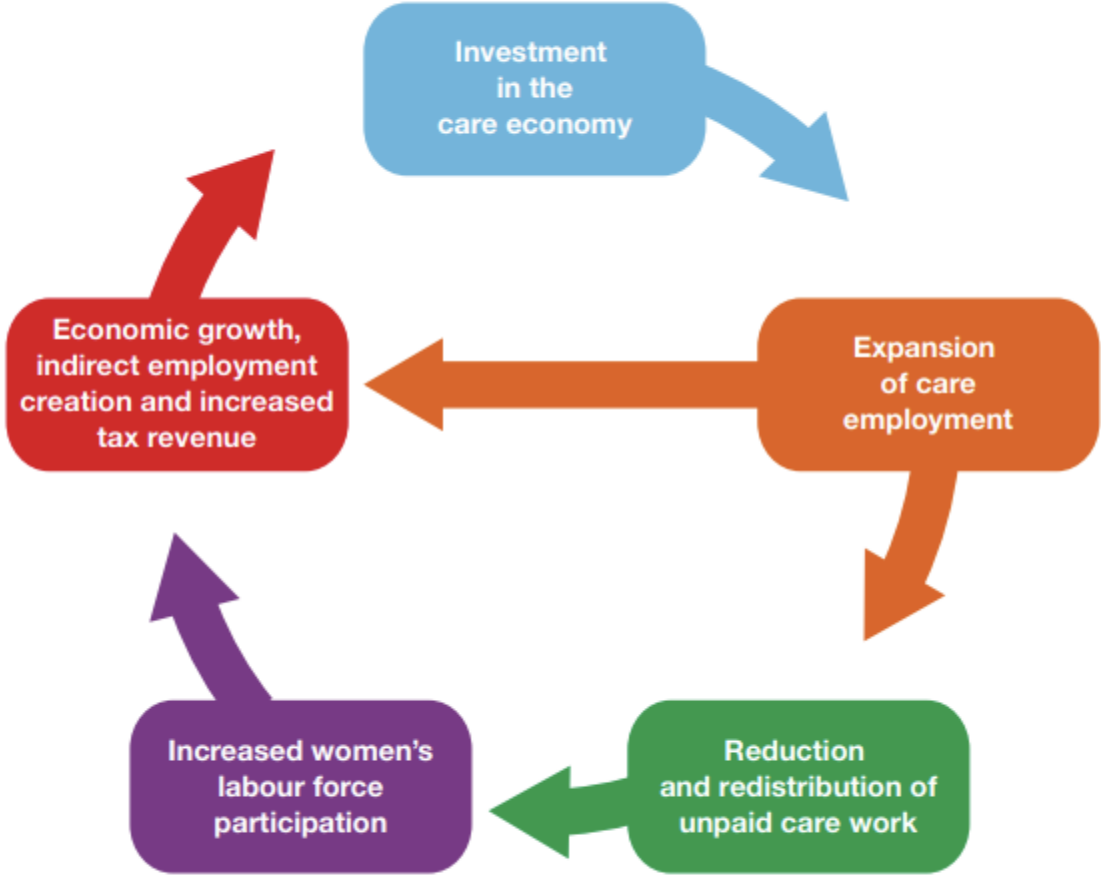 Investment
in the
care economy
Expansion
of care
employment
Reduction
and redistribution of
unpaid care work
Increased women’s
labour force
participation
Economic growth,
indirect employment
creation and increased
tax revenue